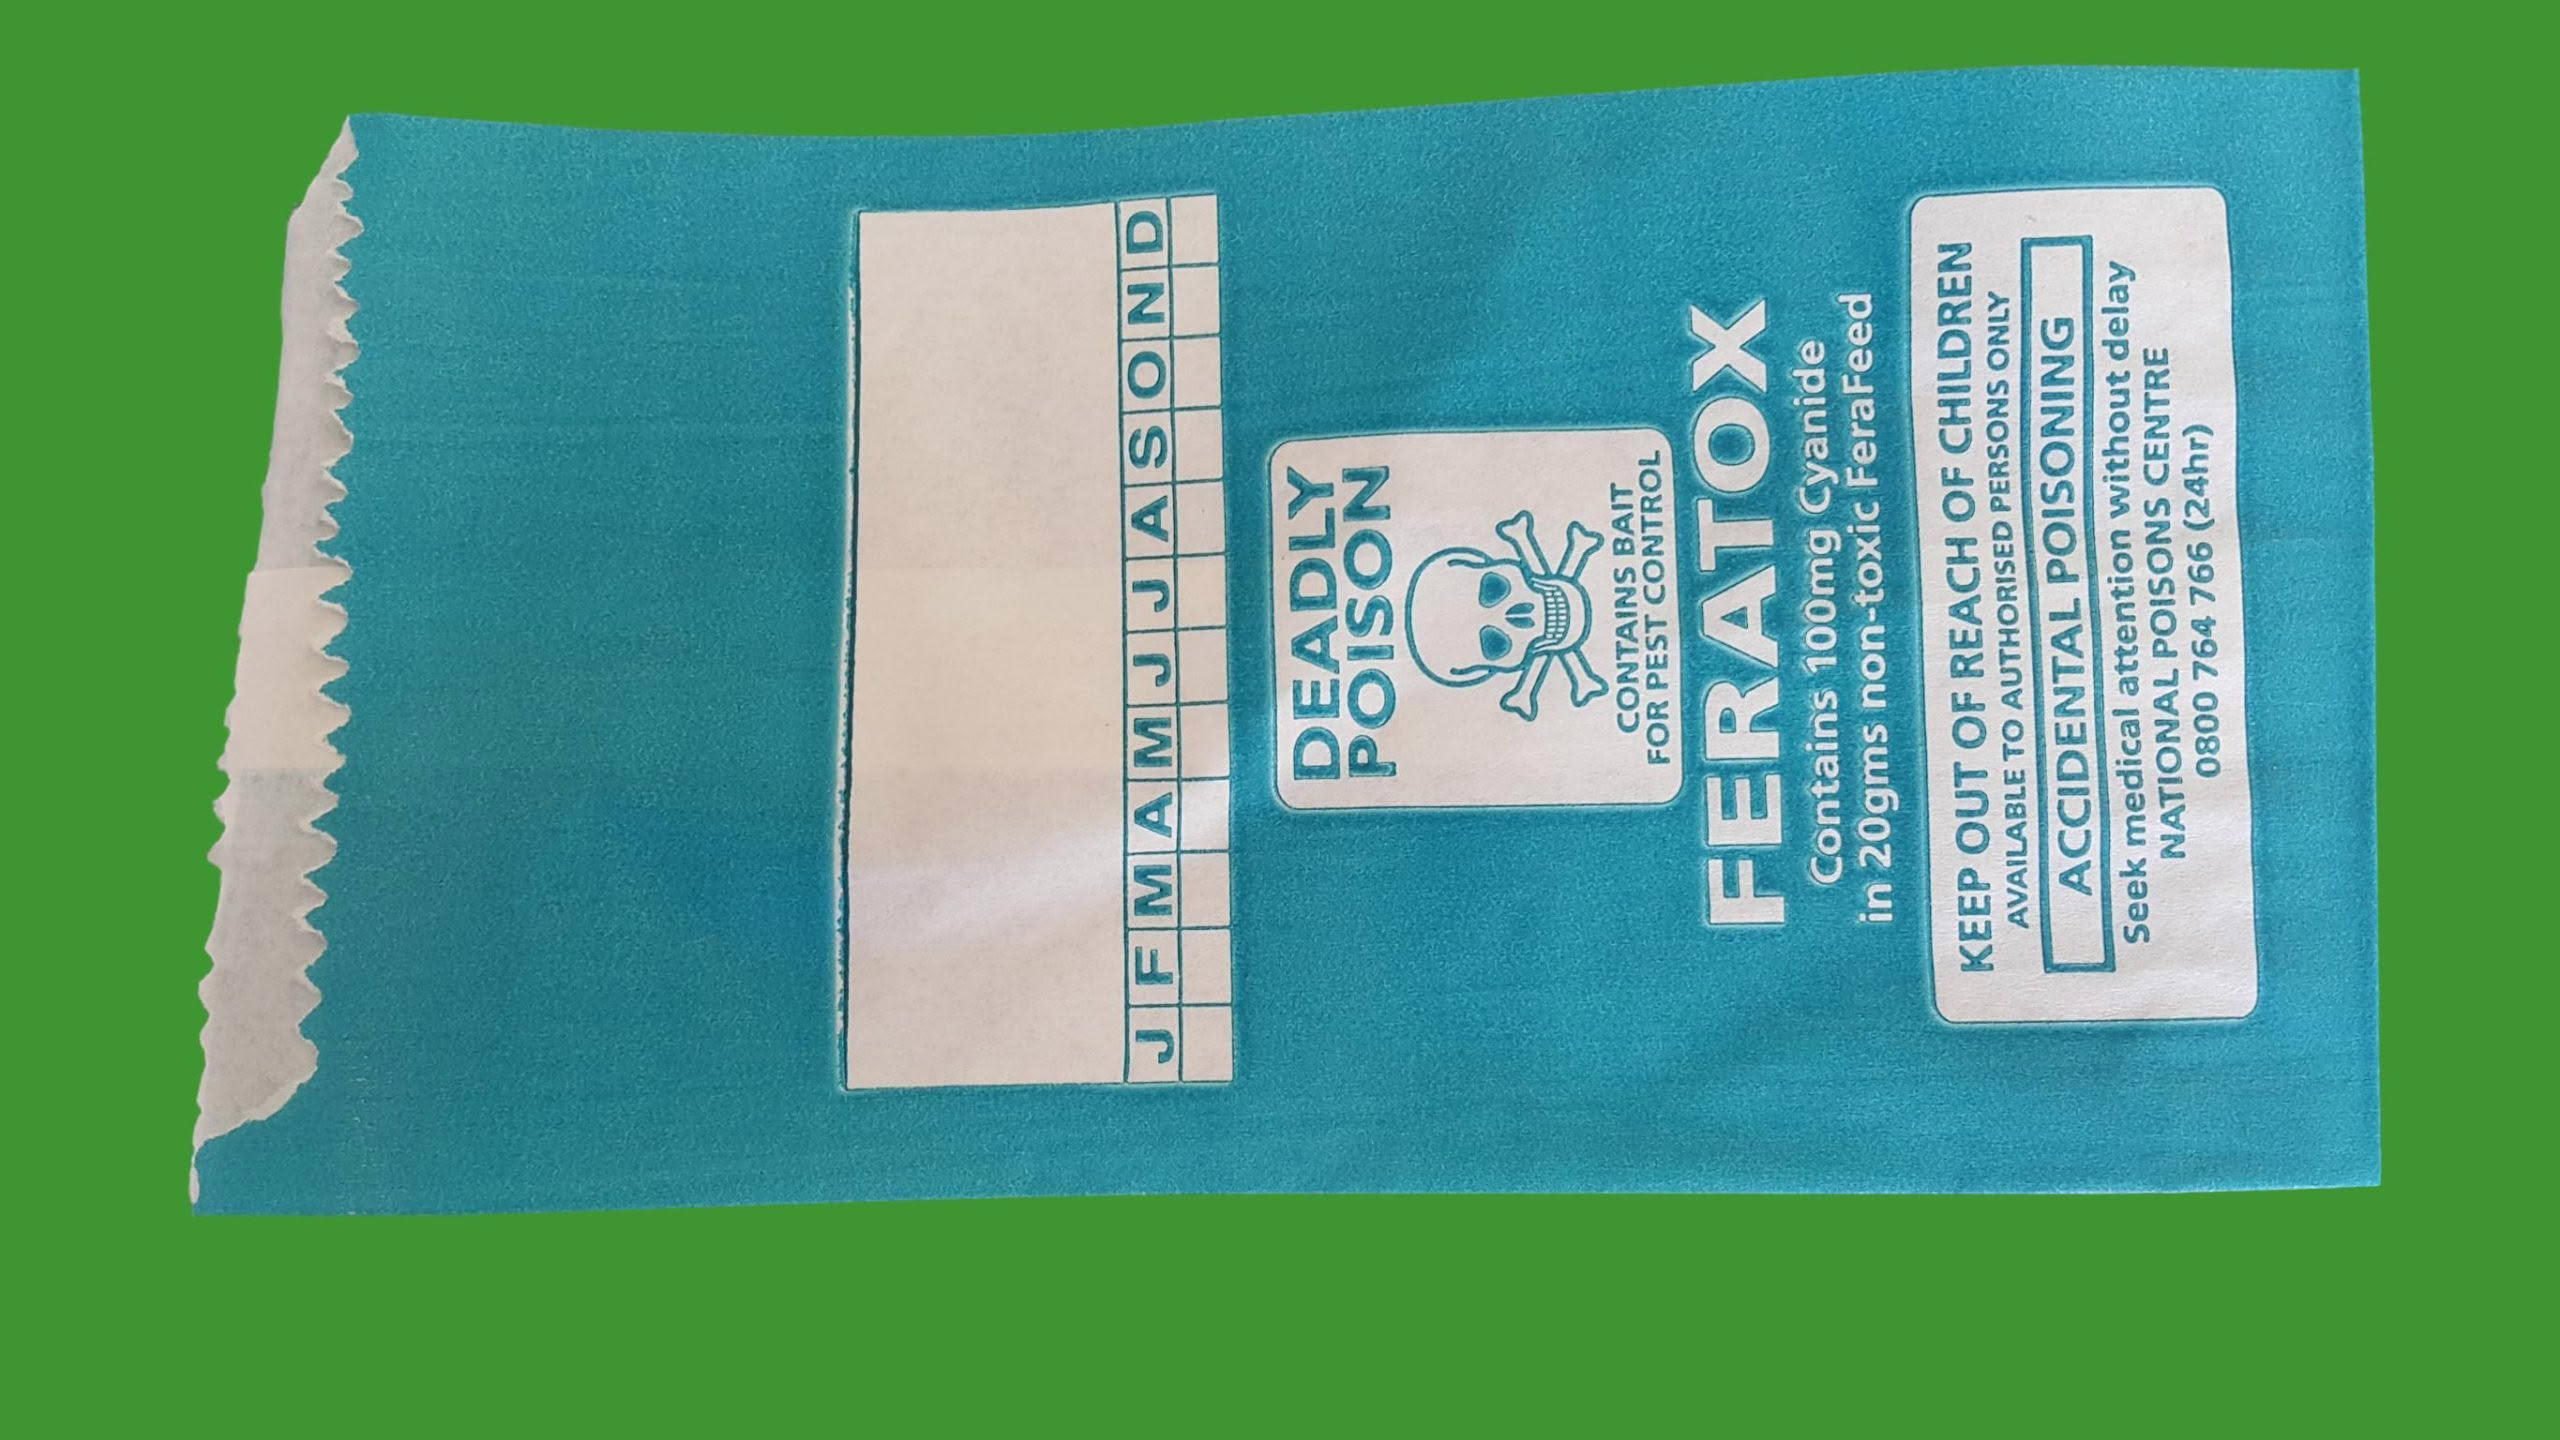 J F M A M J J A S O N D
DEADLY
POISON
CONTAINS BAIT
FOR PEST CONTROL
FERATOX
Contains 100mg Cyanide
in 20gms non-toxic FeraFeed
KEEP OUT OF REACH OF CHILDREN
AVAILABLE TO AUTHORISED PERSONS ONLY
ACCIDENTAL POISONING
Seek medical attention without delay
NATIONAL POISONS CENTRE
0800 764 766 (24hr)